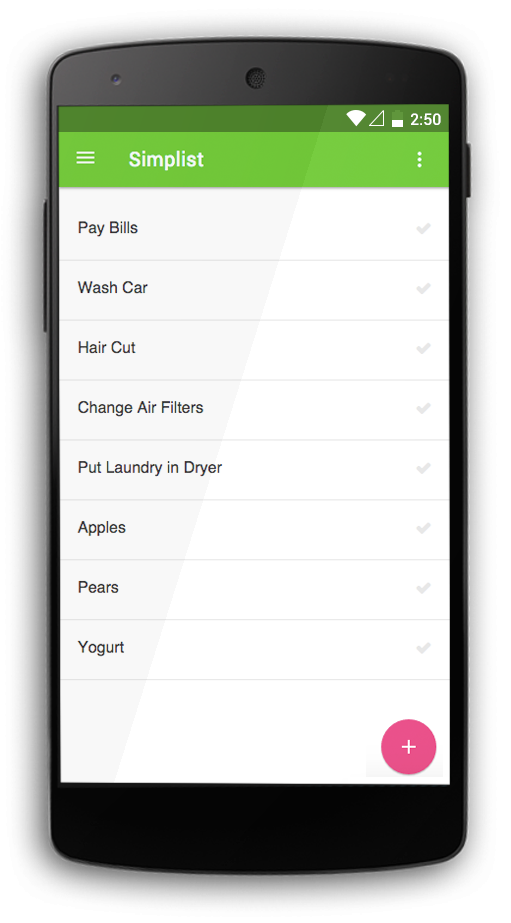 2:50
Simplist
Pay Bills
Wash Car
Hair Cut
Change Air Filters
Put Laundry in Dryer
Apples
Pears
Yogurt
+